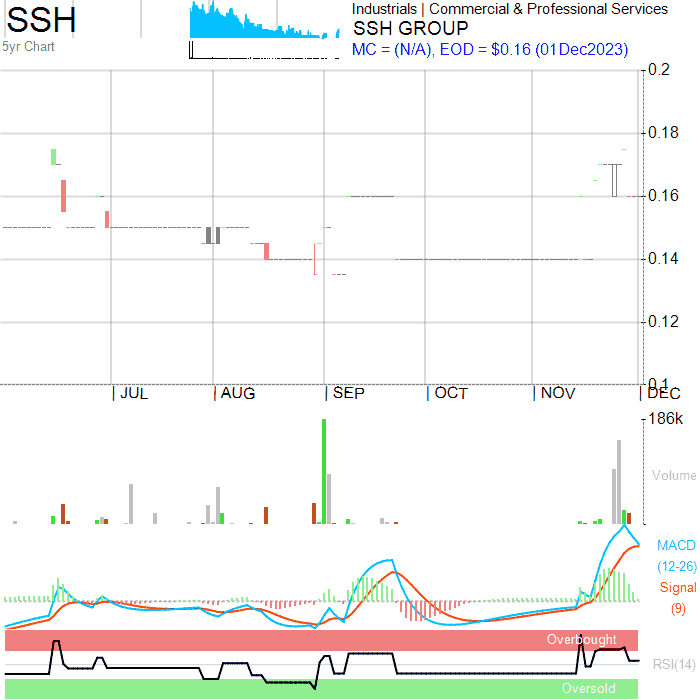 SSH
5yr Chart
Industrials | Commercial & Professional Services
SSH GROUP
MC = (N/A), EOD = $0.16 (01Dec2023)
0.2
0.18
0.16
0.14
0.12
0.1
JUL
AUG
SEP
OCT
NOV
DEC
186k
Volume
MACD
(12-26)
Signal
(9)
Overbought
RSI(14)
Oversold